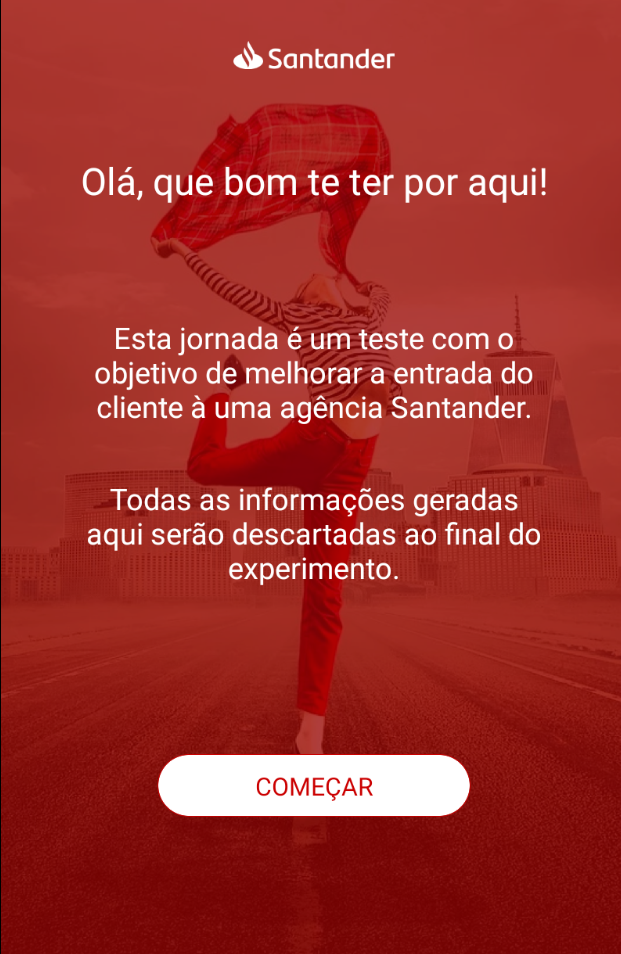 Santander
Olá, que bom te ter por aqui!
Esta jornada é um teste com o
objetivo de melhorar a entrada do
cliente à uma agência Santander.
Todas as informações geradas
aqui serão descartadas ao final do
experimento.
COMEÇAR